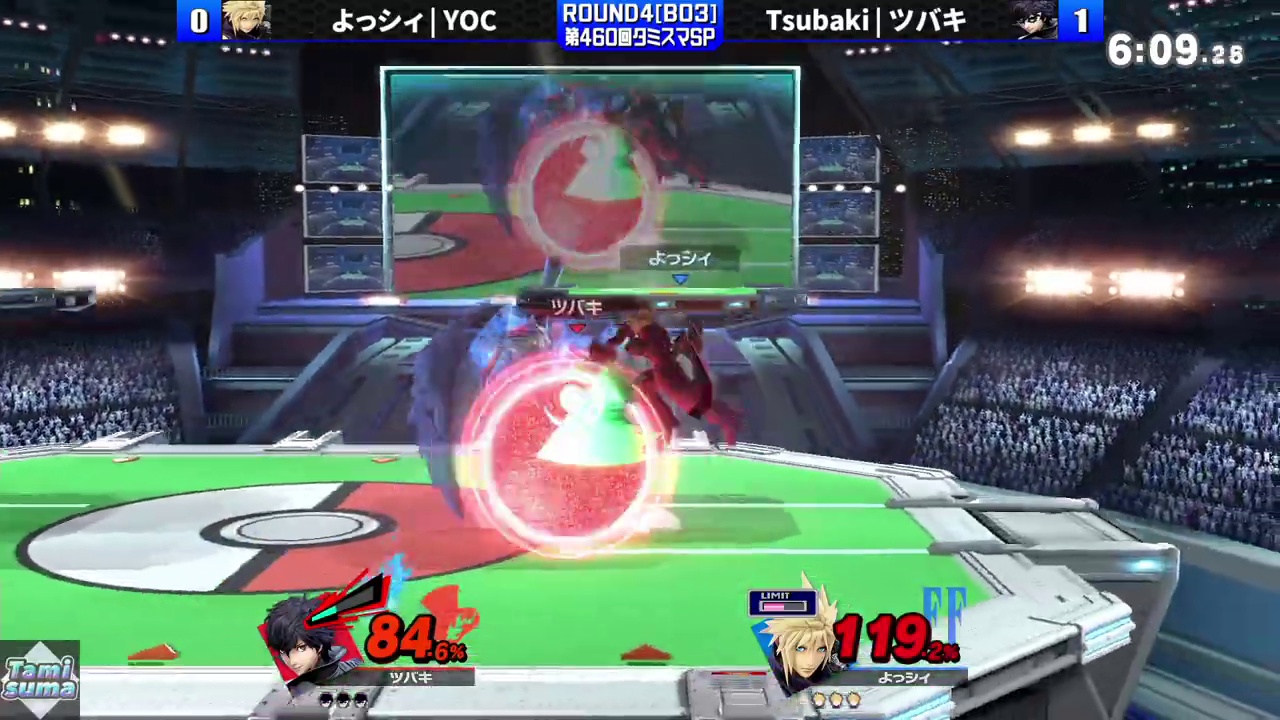 0
よっシィ | YOC
ROUND4[BO3]
第460回タミスマSP
Tsubaki | ツバキ
1
6:09.28
よっシィ
ツバキ
LIMIT
84.6%
ツバキ
119.2%
FF
よっシィ
Tami
suma